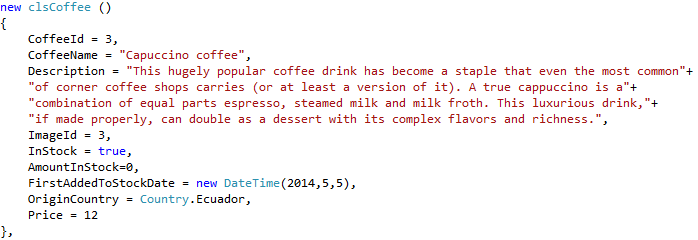 new clsCoffee ()
{
    CoffeeId = 3,
    CoffeeName = "Capuccino coffee",
    Description = "This hugely popular coffee drink has become a staple that even the most common"+
    "of corner coffee shops carries (or at least a version of it). A true cappuccino is a"+
    "combination of equal parts espresso, steamed milk and milk froth. This luxurious drink,"+
    "if made properly, can double as a dessert with its complex flavors and richness.",
    ImageId = 3,
    InStock = true,
    AmountInStock=0,
    FirstAddedToStockDate = new DateTime(2014,5,5),
    OriginCountry = Country.Ecuador,
    Price = 12
},